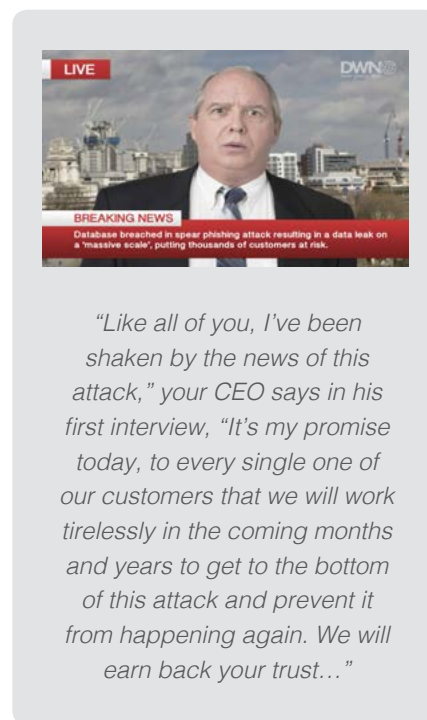 LIVE
DWN
BREAKING NEWS
Database breached in spear phishing attack resulting in a data leak on
a 'massive scale', putting thousands of customers at risk.
“Like all of you, I’ve been
shaken by the news of this
attack,” your CEO says in his
first interview, “It’s my promise
today, to every single one of
our customers that we will work
tirelessly in the coming months
and years to get to the bottom
of this attack and prevent it
from happening again. We will
earn back your trust…”